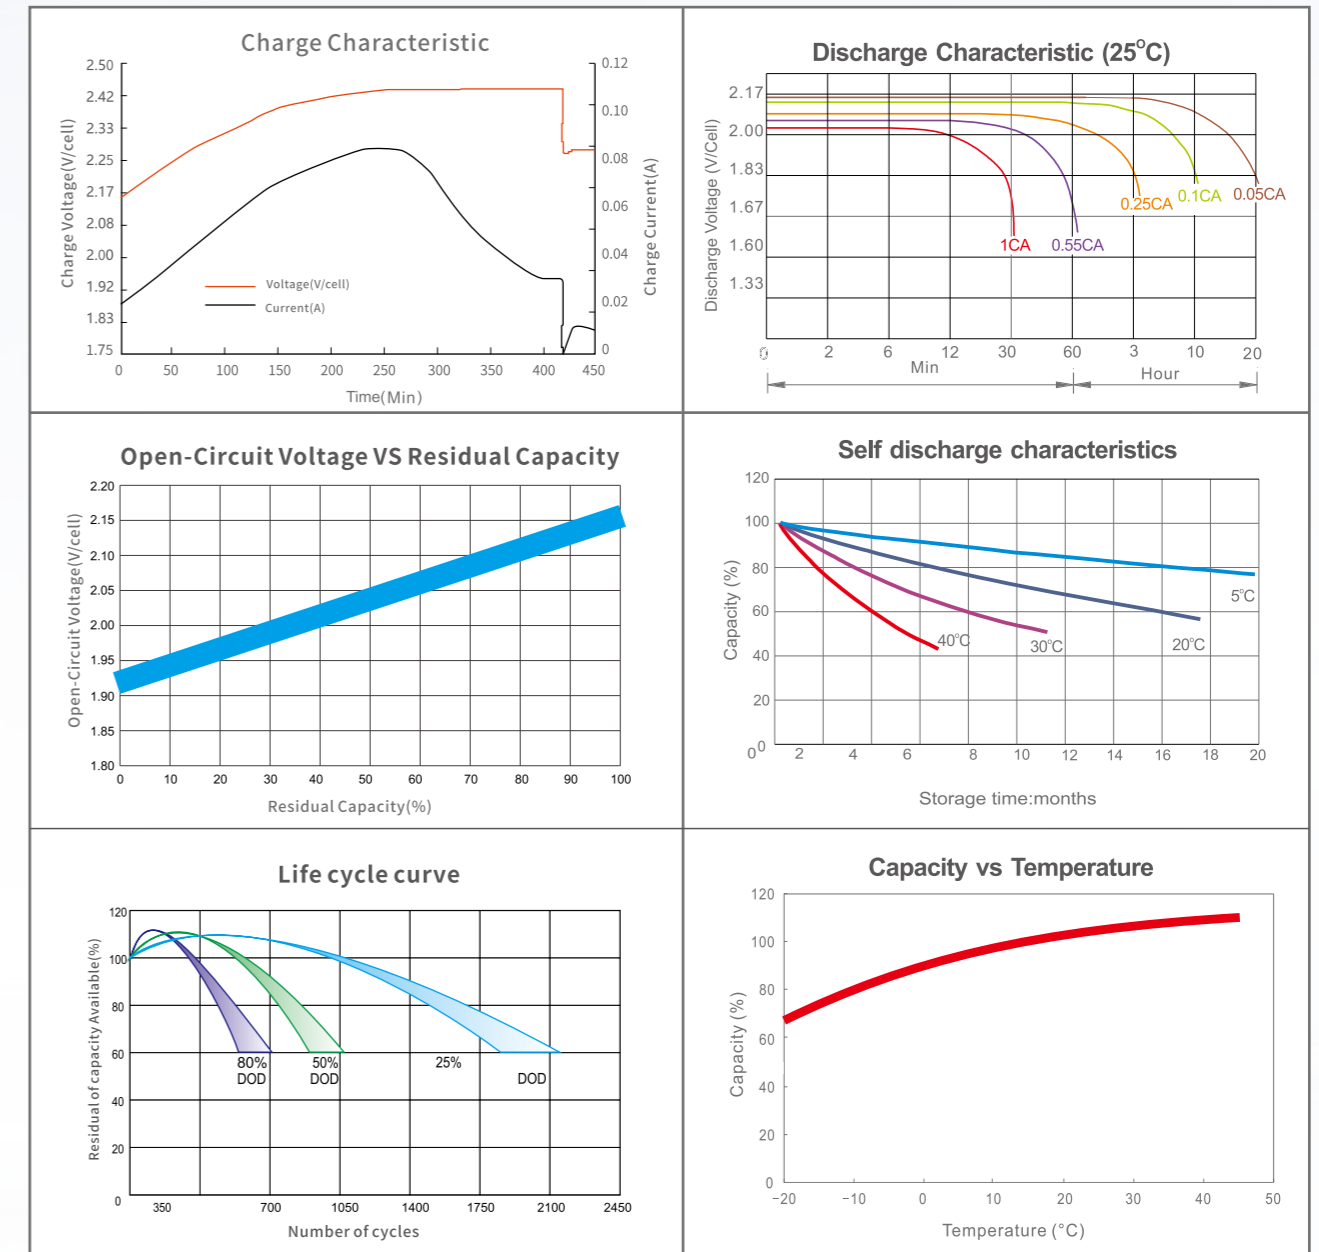 Charge Characteristic
2.50
2.42
2.33
2.25
2.17
2.08
2.00
1.92
1.83
1.75
Charge Voltage(V/cell)
0.12
0.10
0.08
0.06
0.04
0.02
0
Charge Current(A)
Voltage(V/cell)
Current(A)
0 50 100 150 200 250 300 350 400 450
Time(Min)
Discharge Characteristic (25°C)
2.17
2.00
1.83
1.67
1.60
1.33
Discharge Voltage (V/Cell)
1CA 0.55CA 0.25CA 0.1CA 0.05CA
0 2 6 12 30 60 3 10 20
Min Hour
Open-Circuit Voltage VS Residual Capacity
2.20
2.15
2.10
2.05
2.00
1.95
1.90
1.85
1.80
Open-Circuit Voltage(V/cell)
0 10 20 30 40 50 60 70 80 90 100
Residual Capacity(%)
Self discharge characteristics
120
100
80
60
40
20
0
Capacity (%)
40°C 30°C 20°C 5°C
0 2 4 6 8 10 12 14 16 18 20
Storage time:months
Life cycle curve
120
100
80
60
40
20
0
Residual of capacity Available(%)
80% 50% 25%
DOD DOD DOD
350 700 1050 1400 1750 2100 2450
Number of cycles
Capacity vs Temperature
120
100
80
60
40
20
0
Capacity (%)
−20 −10 0 10 20 30 40 50
Temperature (°C)